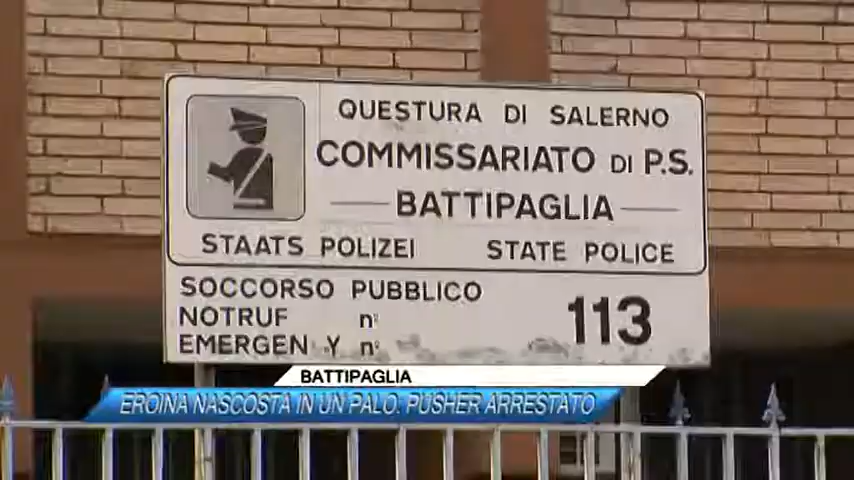 QUESTURA DI SALERNO
COMMISSARIATO DI P.S.
BATTIPAGLIA
STAATS POLIZEI STATE POLICE
SOCCORSO PUBBLICO
NOTRUF n:
EMERGEN Y n: 113
BATTIPAGLIA
EROINA NASCOSTA IN UN PALO: PUSHER ARRESTATO